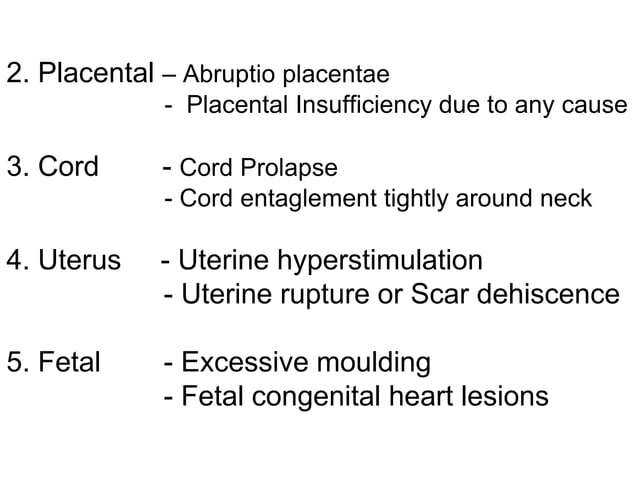 2. Placental – Abruptio placentae
- Placental Insufficiency due to any cause
3. Cord - Cord Prolapse
- Cord entaglement tightly around neck
4. Uterus - Uterine hyperstimulation
- Uterine rupture or Scar dehiscence
5. Fetal - Excessive moulding
- Fetal congenital heart lesions